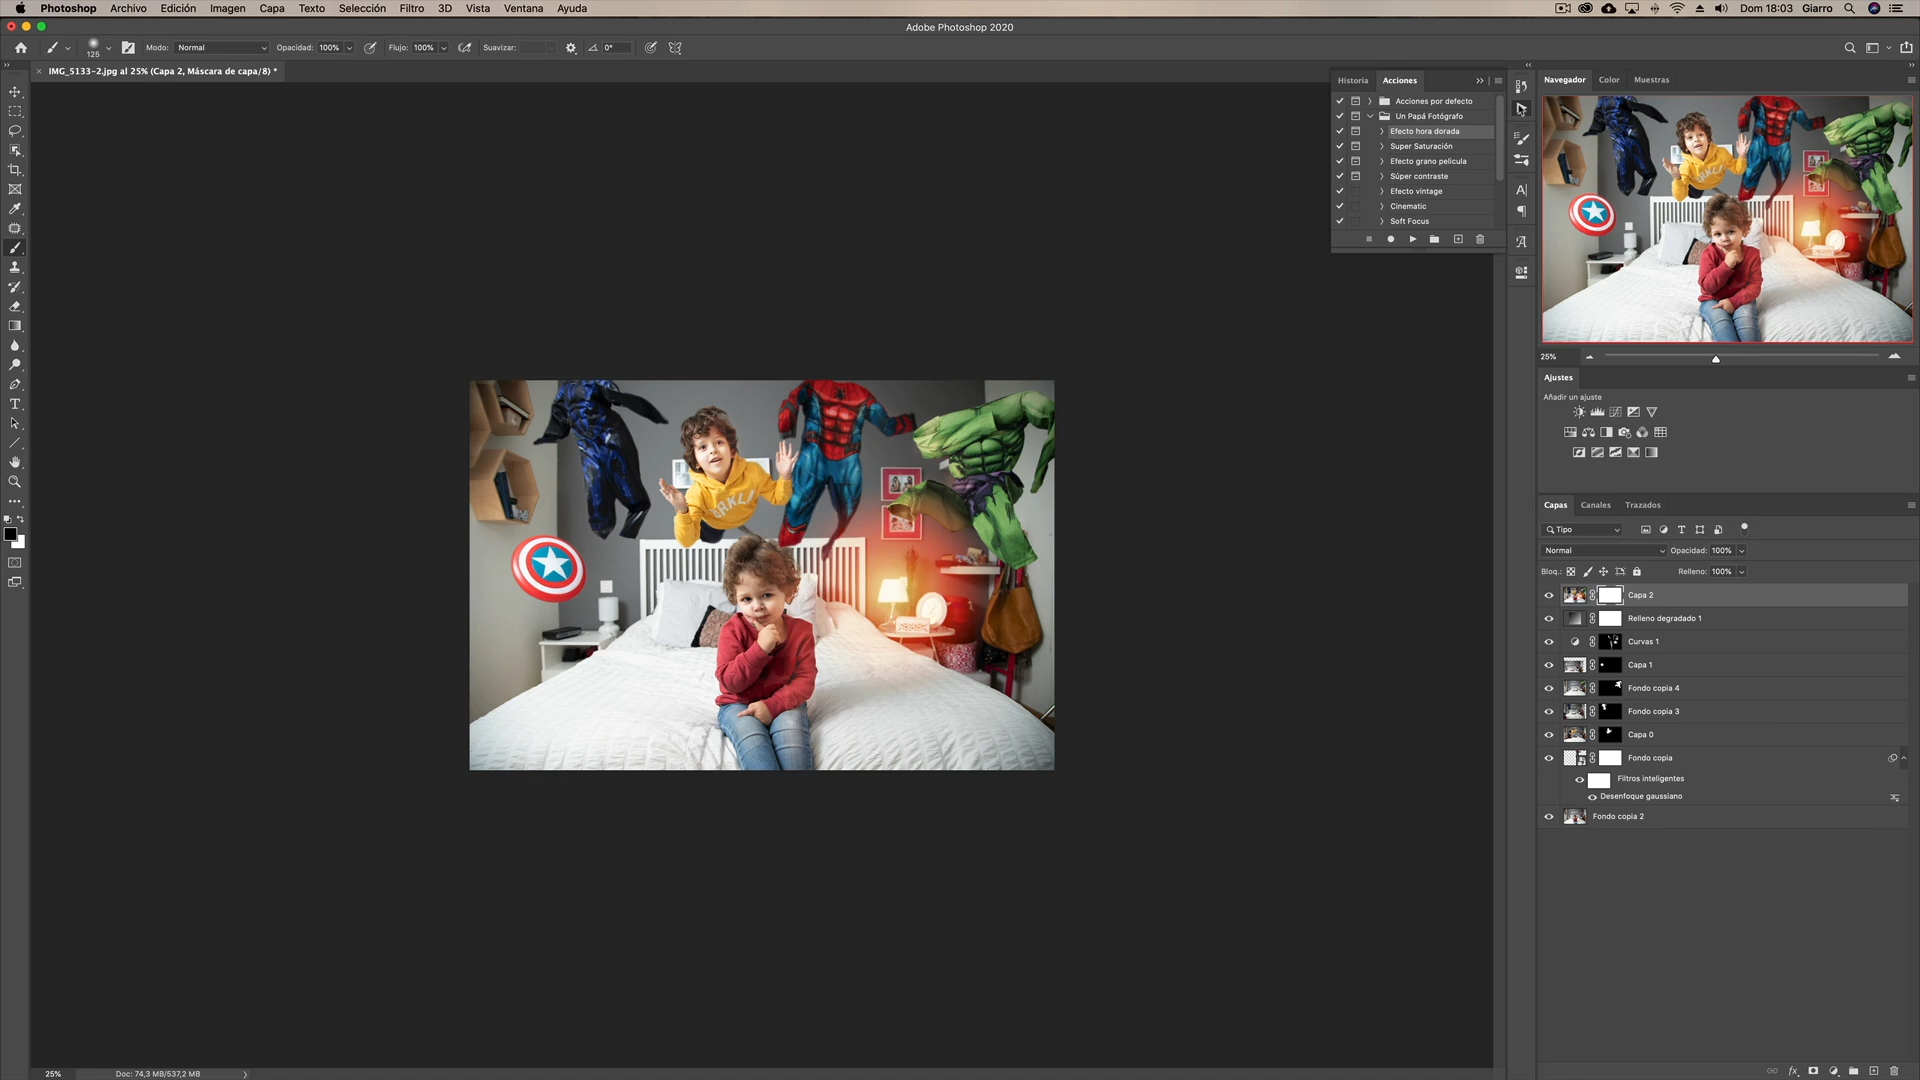 Photoshop Archivo Edición Imagen Capa Texto Selección Filtro 3D Vista Ventana Ayuda Dom 18:03 Giarro
Adobe Photoshop 2020
125 Modo: Normal Opacidad: 100% Flujo: 100% Suavizar: 0°
IMG_5133-2.jpg al 25% (Capa 2, Máscara de capa/8) *
Historia Acciones
Acciones por defecto
Un Papá Fotógrafo
Efecto hora dorada
Super Saturación
Efecto grano pelicula
Súper contraste
Efecto vintage
Cinematic
Soft Focus
Navegador Color Muestras
25%
Ajustes
Añadir un ajuste
Capas Canales Trazados
Tipo
Normal Opacidad: 100%
Bloq.: Relleno: 100%
Capa 2
Relleno degradado 1
Curvas 1
Capa 1
Fondo copia 4
Fondo copia 3
Capa 0
Fondo copia
Filtros inteligentes
Desenfoque gaussiano
Fondo copia 2
25% Doc: 74,3 MB/537,2 MB